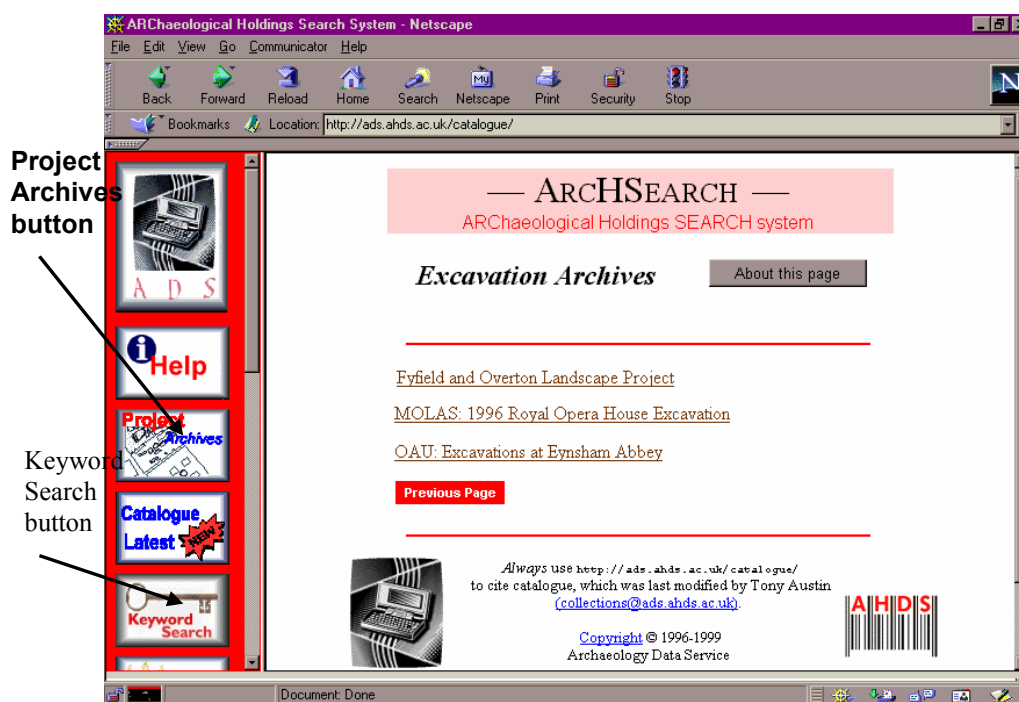 ARChaeological Holdings Search System - Netscape
File Edit View Go Communicator Help
Back Forward Reload Home Search Netscape Print Security Stop
My
N
Bookmarks Location: http://ads.ahds.ac.uk/catalogue/
Project
Archives
button
A D S
i Help
Project
Archives
Catalogue
Latest NEW
Keyword
Search
button
Keyword
Search
— ARCHSEARCH —
ARChaeological Holdings SEARCH system
Excavation Archives
About this page
Fyfield and Overton Landscape Project
MOLAS: 1996 Royal Opera House Excavation
OAU: Excavations at Eynsham Abbey
Previous Page
Always use http://ads.ahds.ac.uk/catalogue/
to cite catalogue, which was last modified by Tony Austin
(collections@ads.ahds.ac.uk).
Copyright © 1996-1999
Archaeology Data Service
AHDS
Document: Done